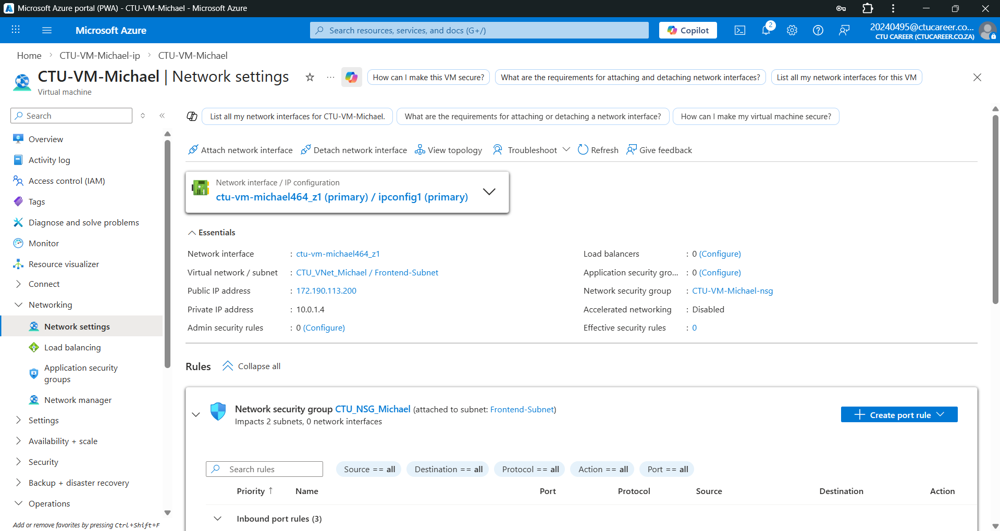 Microsoft Azure portal (PWA) - CTU-VM-Michael - Microsoft Azure
Microsoft Azure
Search resources, services, and docs (G+/)
Copilot
2
20240495@ctucareer.co...
CTU CAREER (CTUCAREER.CO.ZA)
Home > CTU-VM-Michael-ip > CTU-VM-Michael
CTU-VM-Michael | Network settings
Virtual machine
How can I make this VM secure?
What are the requirements for attaching and detaching network interfaces?
List all my network interfaces for this VM
Search
Overview
Activity log
Access control (IAM)
Tags
Diagnose and solve problems
Monitor
Resource visualizer
Connect
Networking
Network settings
Load balancing
Application security
groups
Network manager
Settings
Availability + scale
Security
Backup + disaster recovery
Operations
Add or remove favorites by pressing Ctrl+Shift+F
List all my network interfaces for CTU-VM-Michael.
What are the requirements for attaching or detaching a network interface?
How can I make my virtual machine secure?
Attach network interface
Detach network interface
View topology
Troubleshoot
Refresh
Give feedback
Network interface / IP configuration
ctu-vm-michael464_z1 (primary) / ipconfig1 (primary)
Essentials
Network interface : ctu-vm-michael464_z1
Virtual network / subnet : CTU_VNet_Michael / Frontend-Subnet
Public IP address : 172.190.113.200
Private IP address : 10.0.1.4
Admin security rules : 0 (Configure)
Load balancers : 0 (Configure)
Application security gro... : 0 (Configure)
Network security group : CTU-VM-Michael-nsg
Accelerated networking : Disabled
Effective security rules : 0
Rules
Collapse all
Network security group CTU_NSG_Michael (attached to subnet: Frontend-Subnet)
Impacts 2 subnets, 0 network interfaces
Create port rule
Search rules
Source == all
Destination == all
Protocol == all
Action == all
Port == all
Priority ↑ Name Port Protocol Source Destination Action
Inbound port rules (3)